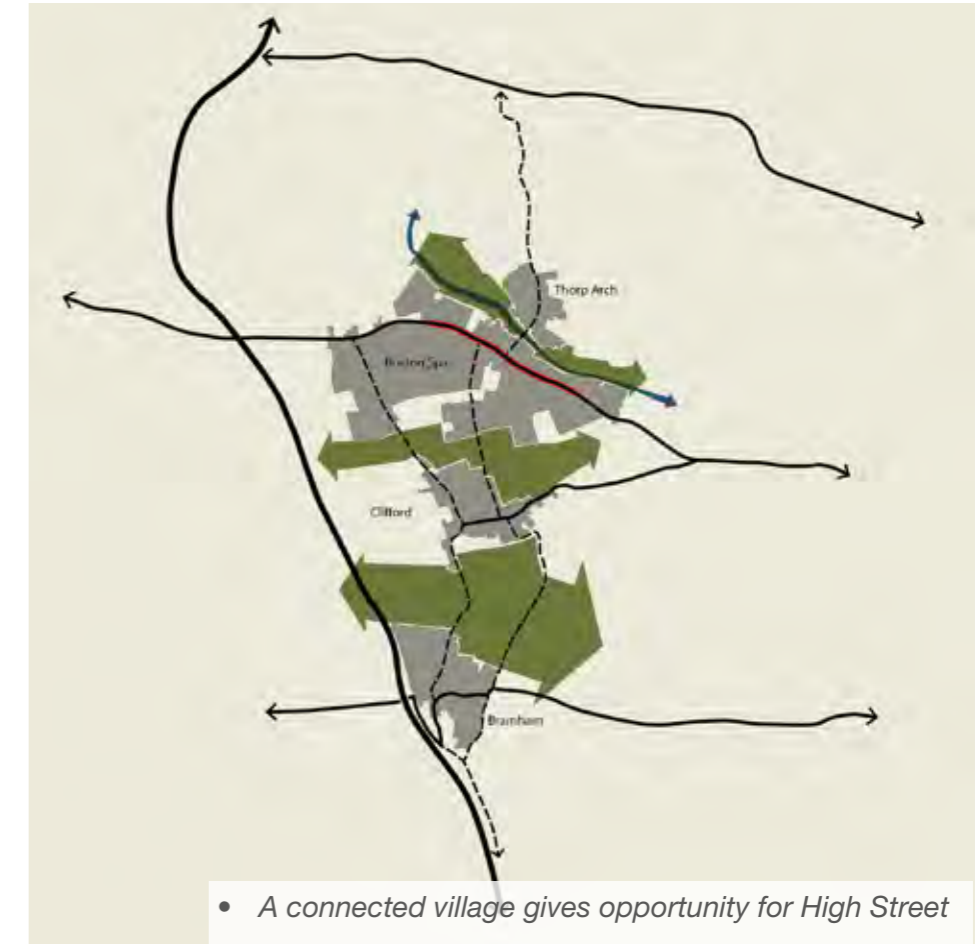 Thorp Arch
Boston Spa
Clifford
Bramham
• A connected village gives opportunity for High Street